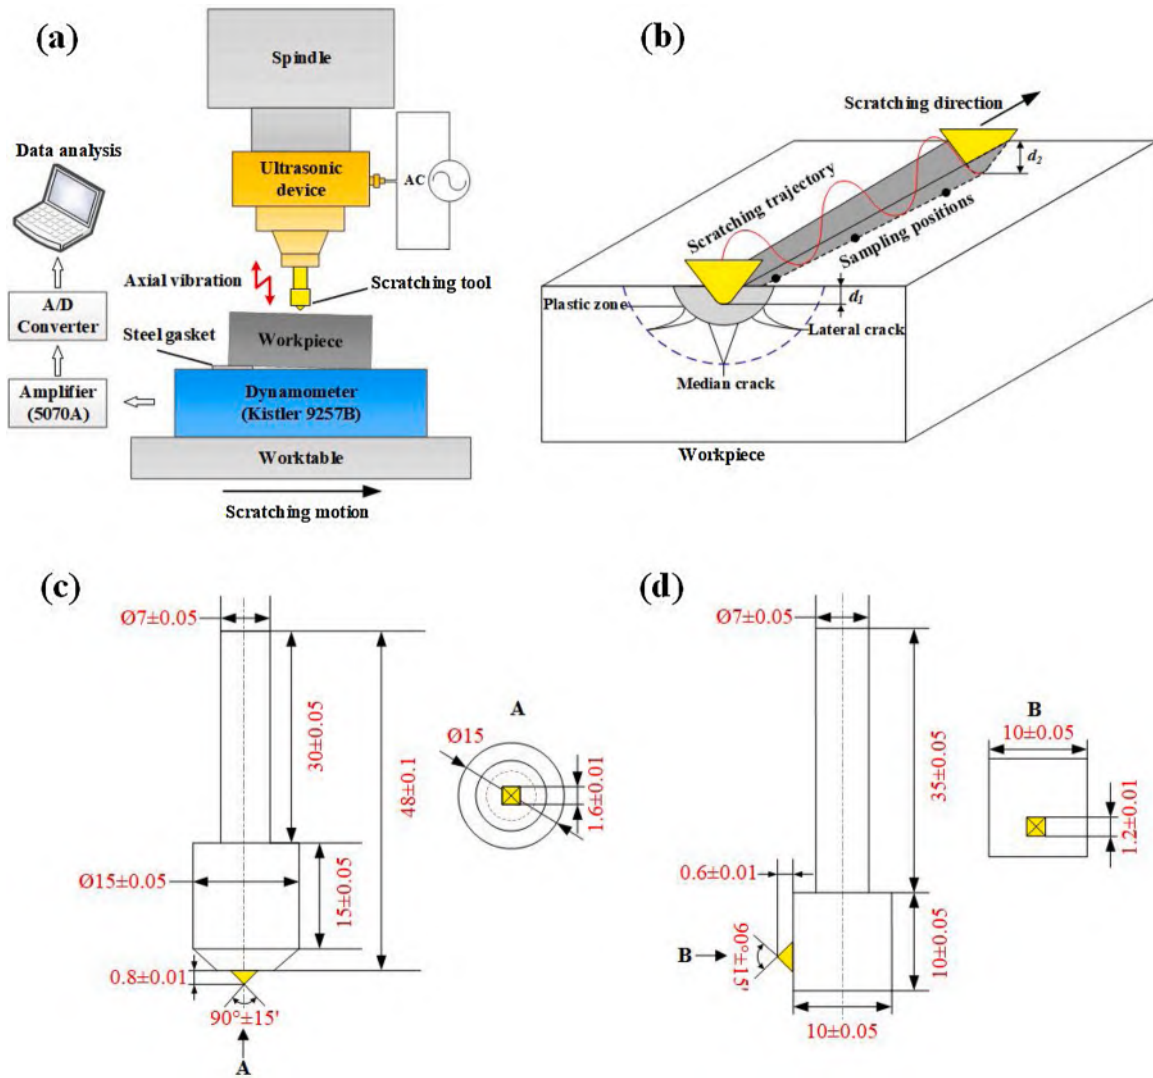 (a)
Spindle
Data analysis
Ultrasonic
device
AC
Axial vibration
Scratching tool
A/D
Converter
Steel gasket
Workpiece
Amplifier
(5070A)
Dynamometer
(Kistler 9257B)
Worktable
Scratching motion
(b)
Scratching direction
d2
Scratching trajectory
Sampling positions
d1
Plastic zone
Lateral crack
Median crack
Workpiece
(c)
Ø7±0.05
30±0.05
48±0.1
Ø15±0.05
15±0.05
0.8±0.01
90°±15'
A
A
Ø15
1.6±0.01
(d)
Ø7±0.05
35±0.05
0.6±0.01
B
90°±15'
10±0.05
10±0.05
B
10±0.05
1.2±0.01